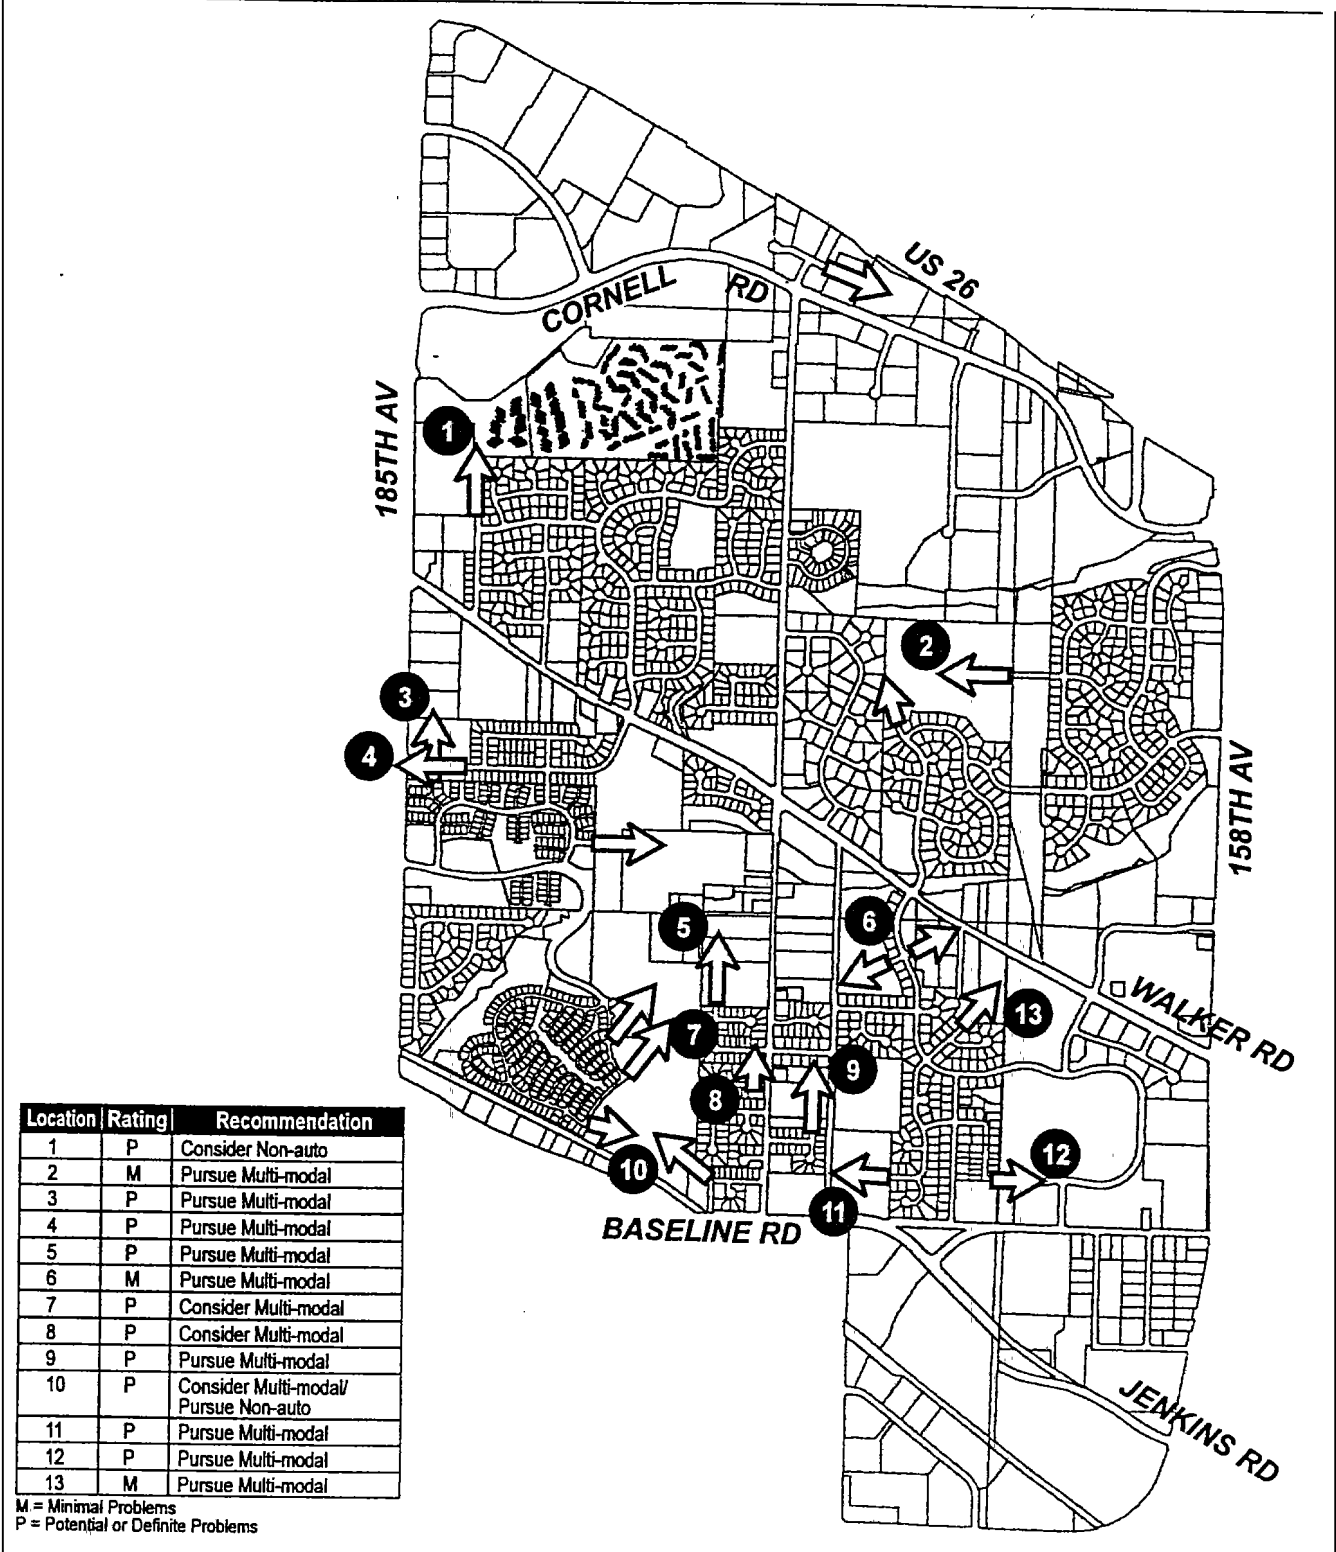 US 26
CORNELL RD
185TH AV
1
2
3
4
158TH AV
5
6
WALKER RD
13
7
9
8
12
10
11
BASELINE RD
JENKINS RD
Location Rating Recommendation
1 P Consider Non-auto
2 M Pursue Multi-modal
3 P Pursue Multi-modal
4 P Pursue Multi-modal
5 P Pursue Multi-modal
6 M Pursue Multi-modal
7 P Consider Multi-modal
8 P Consider Multi-modal
9 P Pursue Multi-modal
10 P Consider Multi-modal/
Pursue Non-auto
11 P Pursue Multi-modal
12 P Pursue Multi-modal
13 M Pursue Multi-modal
M = Minimal Problems
P = Potential or Definite Problems